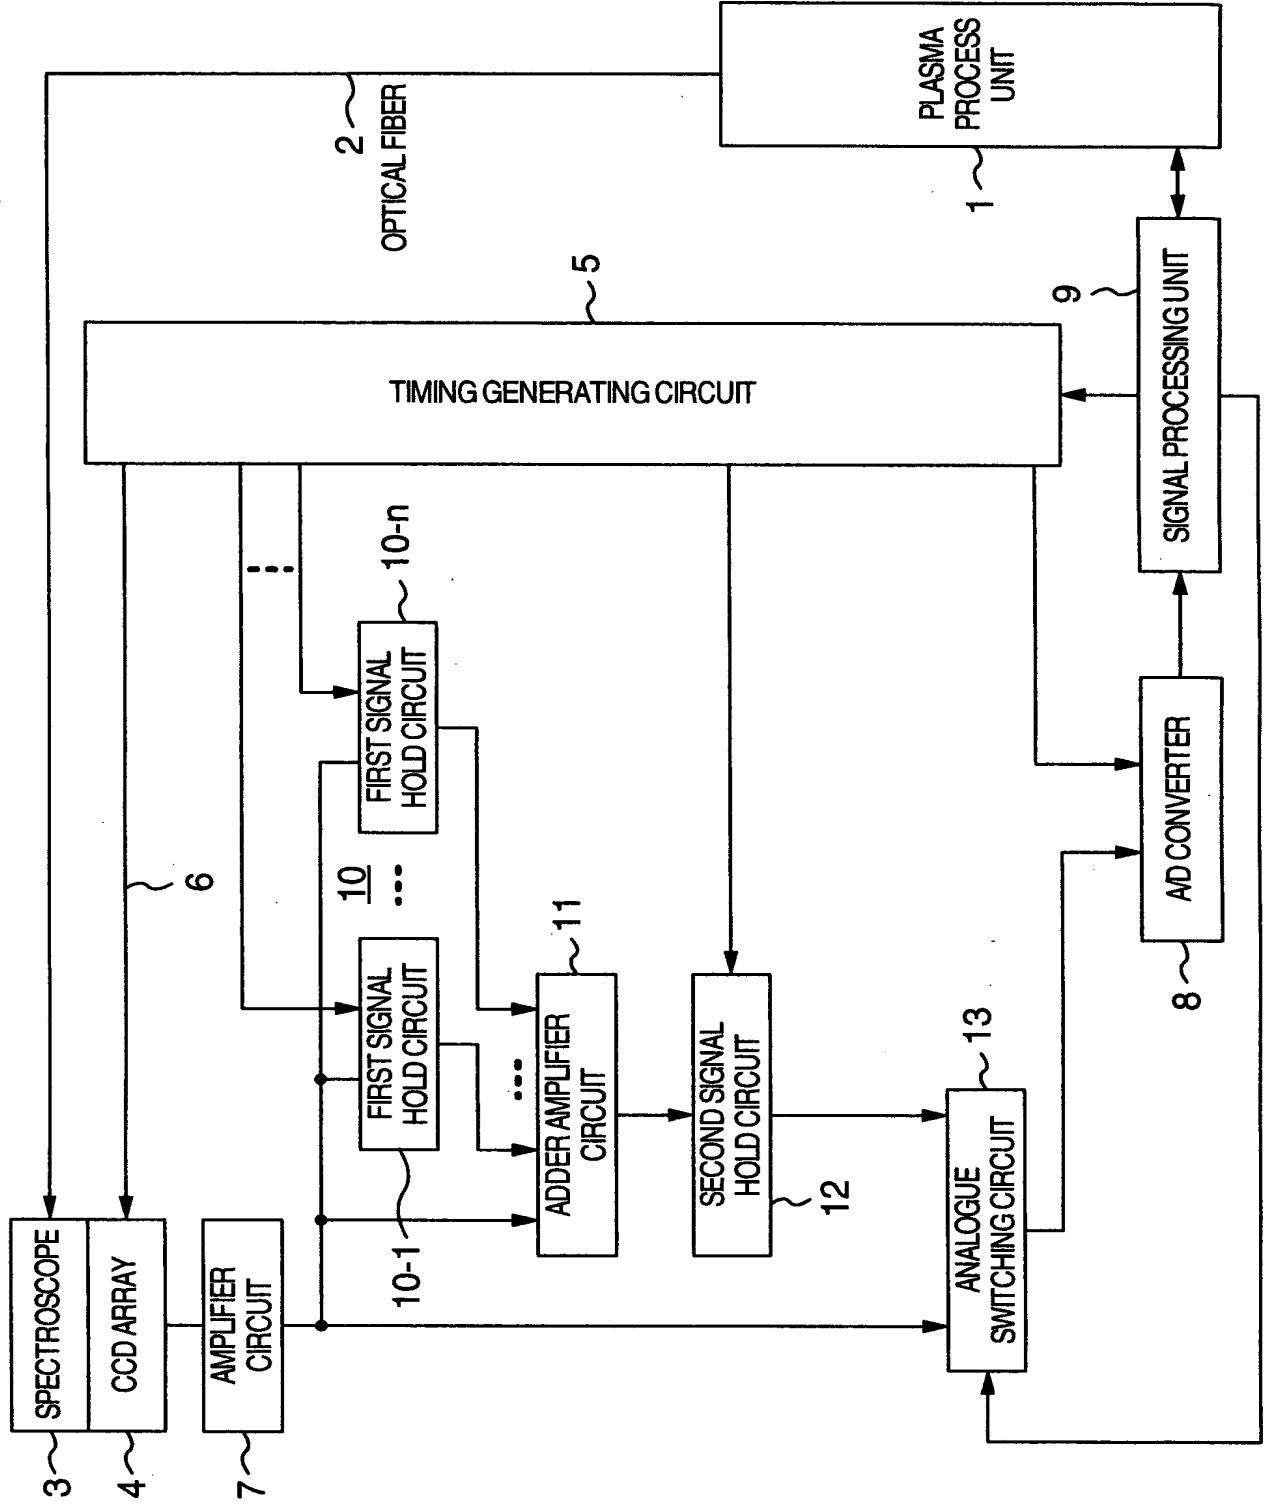 3
SPECTROSCOPE
4
CCD ARRAY
7
AMPLIFIER
CIRCUIT
2
OPTICAL FIBER
6
10-1
FIRST SIGNAL
HOLD CIRCUIT
10
FIRST SIGNAL
HOLD CIRCUIT
10-n
TIMING GENERATING CIRCUIT
5
ADDER AMPLIFIER
CIRCUIT
11
SECOND SIGNAL
HOLD CIRCUIT
12
ANALOGUE
SWITCHING CIRCUIT
13
8
A/D CONVERTER
SIGNAL PROCESSING UNIT
9
1
PLASMA
PROCESS
UNIT